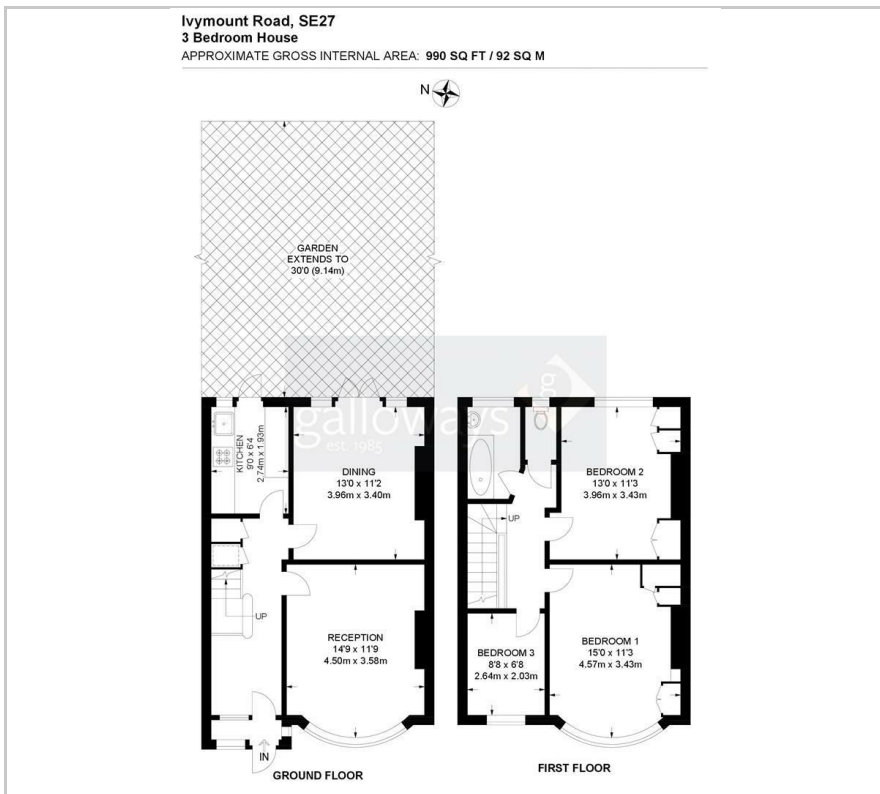 Ivymount Road, SE27
3 Bedroom House
APPROXIMATE GROSS INTERNAL AREA: 990 SQ FT / 92 SQ M
N
GARDEN
EXTENDS TO
30'0 (9.14m)
g
galloways
est. 1985
KITCHEN
9'0 x 6'4
2.74m x 1.93m
DINING
13'0 x 11'2
3.96m x 3.40m
UP
RECEPTION
14'9 x 11'9
4.50m x 3.58m
IN
GROUND FLOOR
BEDROOM 2
13'0 x 11'3
3.96m x 3.43m
UP
BEDROOM 3
8'8 x 6'8
2.64m x 2.03m
BEDROOM 1
15'0 x 11'3
4.57m x 3.43m
FIRST FLOOR